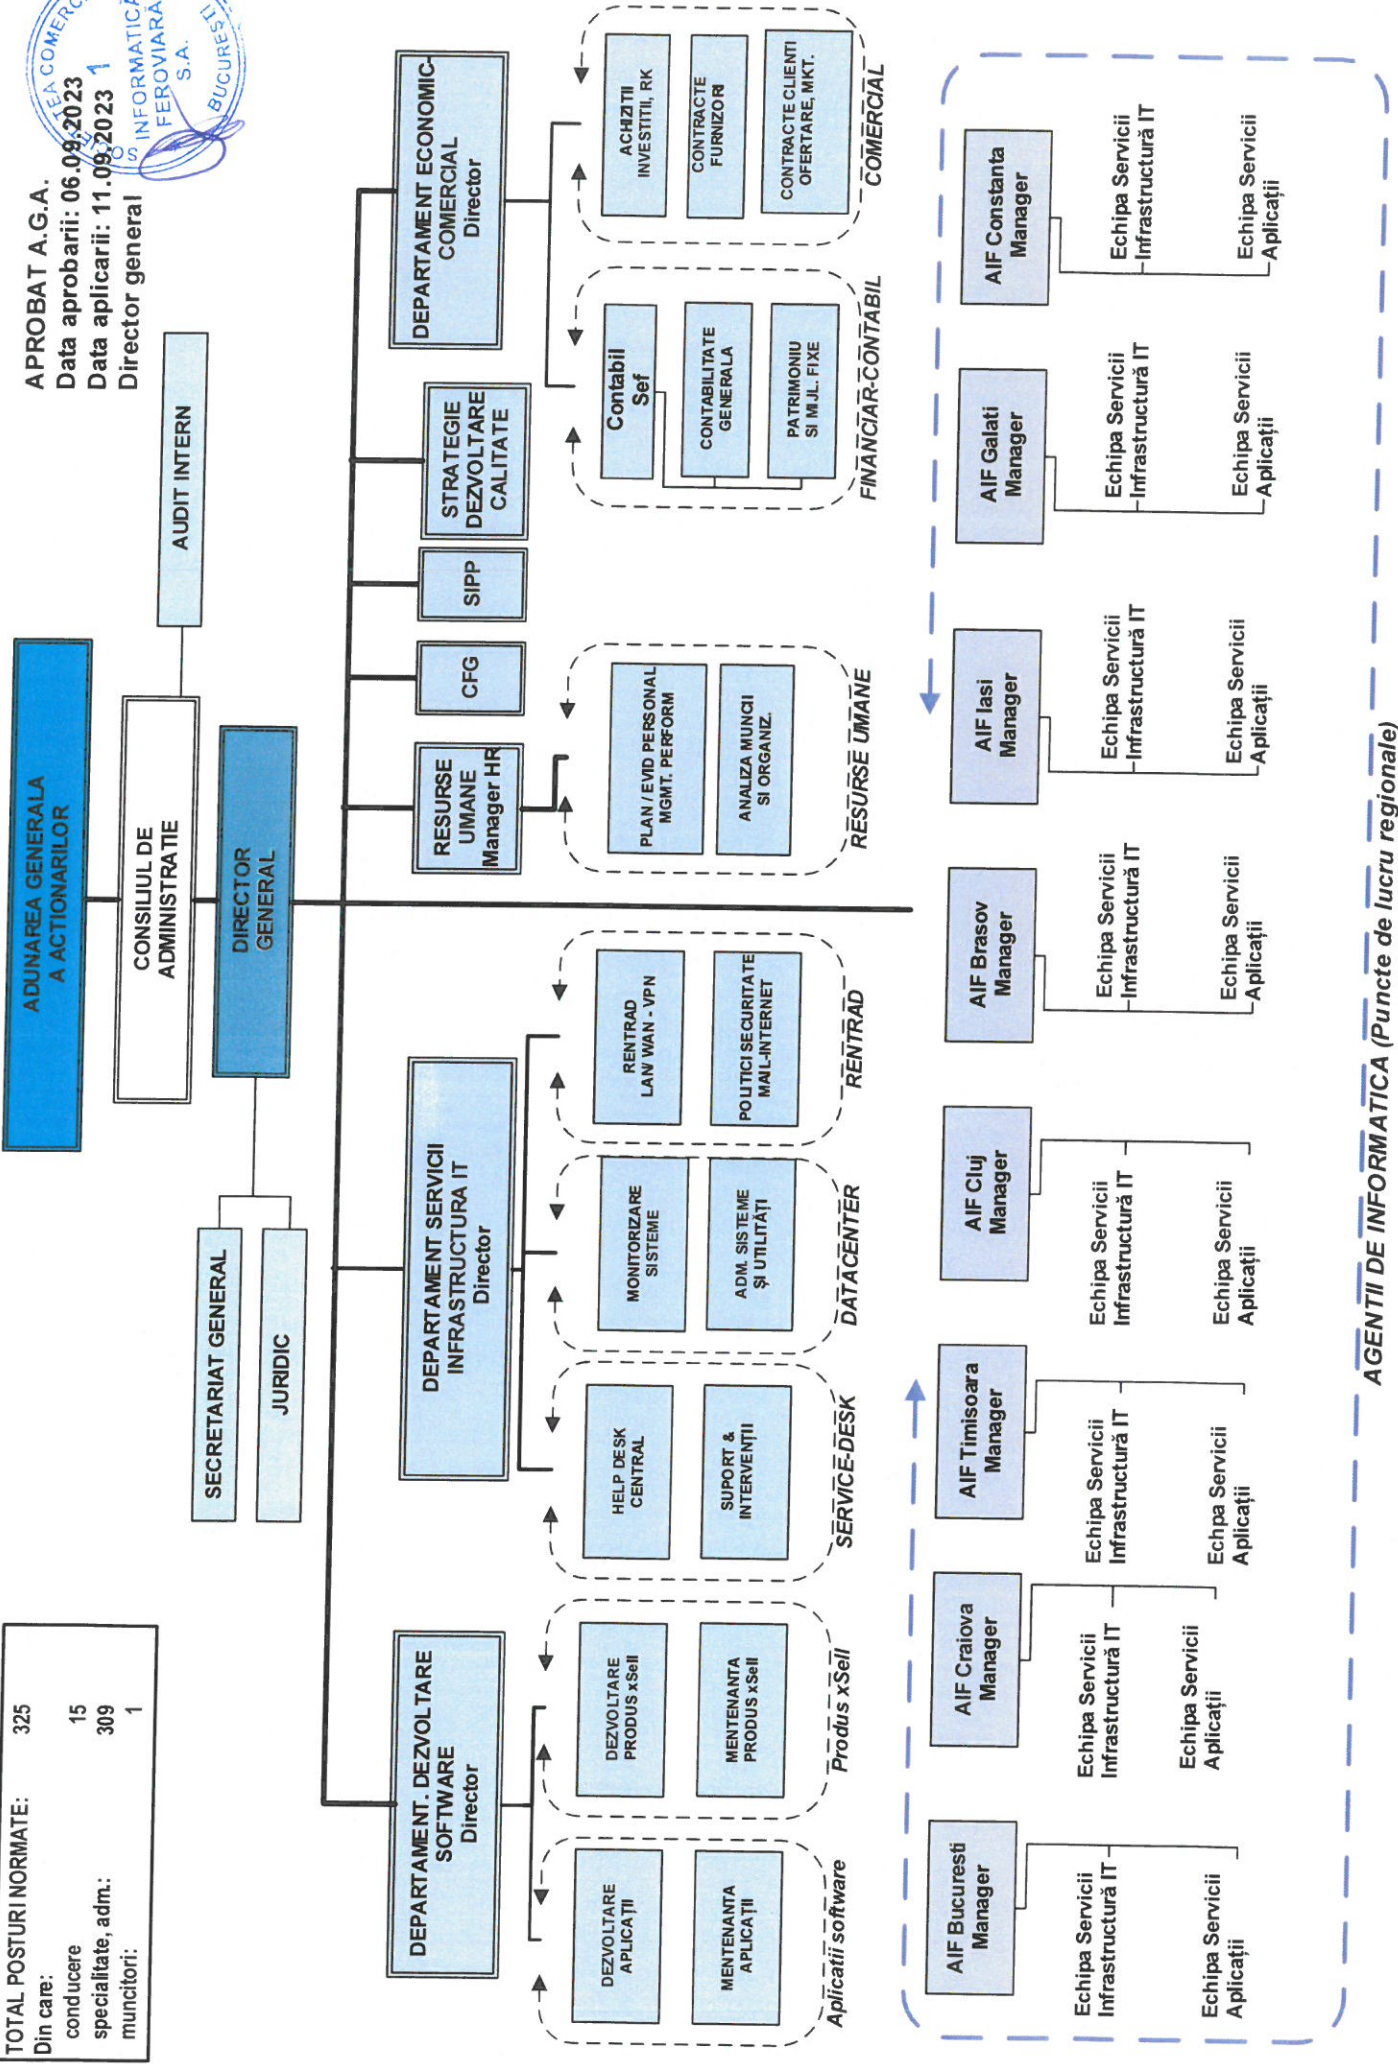 TOTAL POSTURI NORMATE: 325
Din care:
conducere 15
specialitate, adm.: 309
muncitori: 1
ADUNAREA GENERALA
A ACTIONARILOR
APROBAT A.G.A.
Data aprobarii: 06.09.2023
Data aplicarii: 11.09.2023
Director general
INFORMATICĂ
FEROVIARĂ
S.A.
BUCUREȘTI
1
CONSILIUL DE
ADMINISTRATIE
AUDIT INTERN
DIRECTOR
GENERAL
SECRETARIAT GENERAL
JURIDIC
DEPARTAMENT. DEZVOLTARE
SOFTWARE
Director
DEPARTAMENT SERVICII
INFRASTRUCTURA IT
Director
RESURSE
UMANE
Manager HR
CFG
SIPP
STRATEGIE
DEZVOLTARE
CALITATE
DEPARTAMENT ECONOMIC-
COMERCIAL
Director
DEZVOLTARE
APLICAȚII
MENTENANTA
APLICAȚII
Aplicatii software
DEZVOLTARE
PRODUS xSell
MENTENANTA
PRODUS xSell
Produs xSell
HELP DESK
CENTRAL
SUPORT &
INTERVENȚII
SERVICE-DESK
MONITORIZARE
SISTEME
ADM. SISTEME
ȘI UTILITĂȚI
DATACENTER
RENTRAD
LAN/ WAN - VPN
POLITICI SECURITATE
MAIL-INTERNET
RENTRAD
PLAN / EVID PERSONAL
MGMT. PERFORM
ANALIZA MUNCII
SI ORGANIZ.
RESURSE UMANE
Contabil
Sef
CONTABILITATE
GENERALA
PATRIMONIU
SI MIJL. FIXE
FINANCIAR-CONTABIL
ACHIZITII
INVESTITII, RK
CONTRACTE
FURNIZORI
CONTRACTE CLIENTI
OFERTARE, MKT.
COMERCIAL
AIF Bucuresti
Manager
Echipa Servicii
Infrastructură IT
Echipa Servicii
Aplicații
AIF Craiova
Manager
Echipa Servicii
Infrastructură IT
Echipa Servicii
Aplicații
AIF Timisoara
Manager
Echipa Servicii
Infrastructură IT
Echpa Servicii
Aplicații
AIF Cluj
Manager
Echipa Servicii
Infrastructură IT
Echipa Servicii
Aplicații
AIF Brasov
Manager
Echipa Servicii
Infrastructură IT
Echipa Servicii
Aplicații
AIF Iasi
Manager
Echipa Servicii
Infrastructură IT
Echipa Servicii
Aplicații
AIF Galati
Manager
Echipa Servicii
Infrastructură IT
Echipa Servicii
Aplicații
AIF Constanta
Manager
Echipa Servicii
Infrastructură IT
Echipa Servicii
Aplicații
AGENTII DE INFORMATICA (Puncte de lucru regionale)